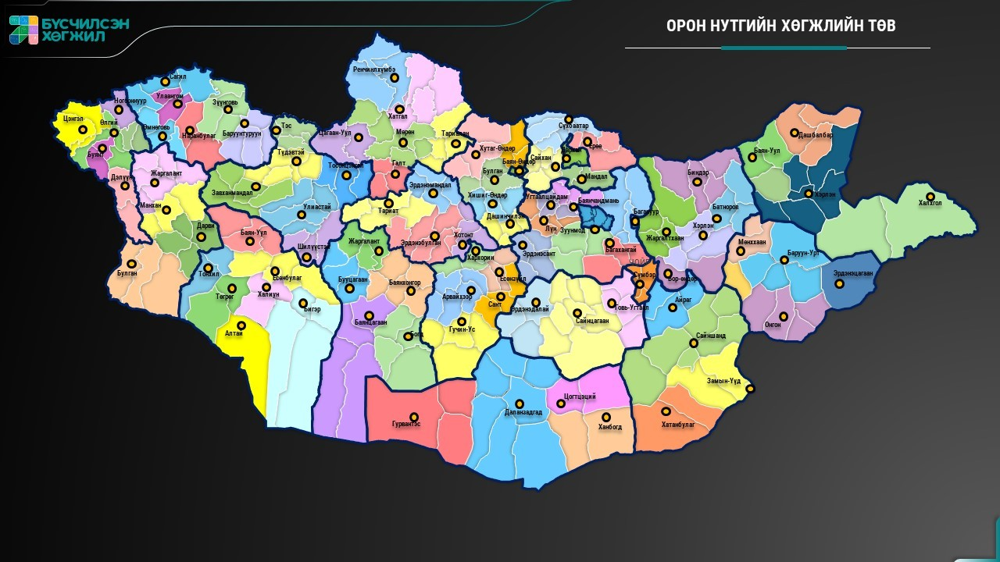 БҮСЧИЛСЭН
ХӨГЖИЛ
ОРОН НУТГИЙН ХӨГЖЛИЙН ТӨВ
Ренчинлхүмбэ
Сагил
Улаангом
Зүүнговь
Ногооннуур
Цэнгэл
Өлгий
Өмнөговь
Наранбулаг
Баруунтуруун
Тэс
Хатгал
Цагаан-Уул
Мөрөн
Тариалан
Сүхбаатар
Ерөө
Дархан
Дашбалбар
Буянт
Түдэвтэй
Хутаг-Өндөр
Баян-Өндөр
Сайхан
Баян-Уул
Дэлүүн
Жаргалант
Тосонцэнгэл
Галт
Булган
Мандал
Биндэр
Завханмандал
Эрдэнэмандал
Хишиг-Өндөр
Угтаалцайдам
Баянчандмань
Хэрлэн
Халхгол
Манхан
Улиастай
Тариат
Дашинчилэн
Лүн
Зуунмод
Багануур
Батноров
Дарви
Баян-Уул
Шилүүстэй
Жаргалант
Эрдэнэбулган
Хотонт
Хархорин
Эрдэнэсант
Багахангай
Жаргалтхаан
Хэрлэн
Мөнххаан
Баруун-Урт
ЧОЙР
Булган
Тонхил
Есөнбулаг
Бууцагаан
Баянхонгор
Есөнзүйл
Сүмбэр
Бор-өндөр
Эрдэнэцагаан
Төгрөг
Халиун
Бигэр
Арвайхээр
Сант
Эрдэнэдалай
Говь-Угтаал
Айраг
Алтай
Баянцагаан
Богд
Гучин-Ус
Сайнцагаан
Сайншанд
Онгон
Замын-Үүд
Гурвантэс
Даланзадгад
Цогтцэций
Ханбогд
Хатанбулаг